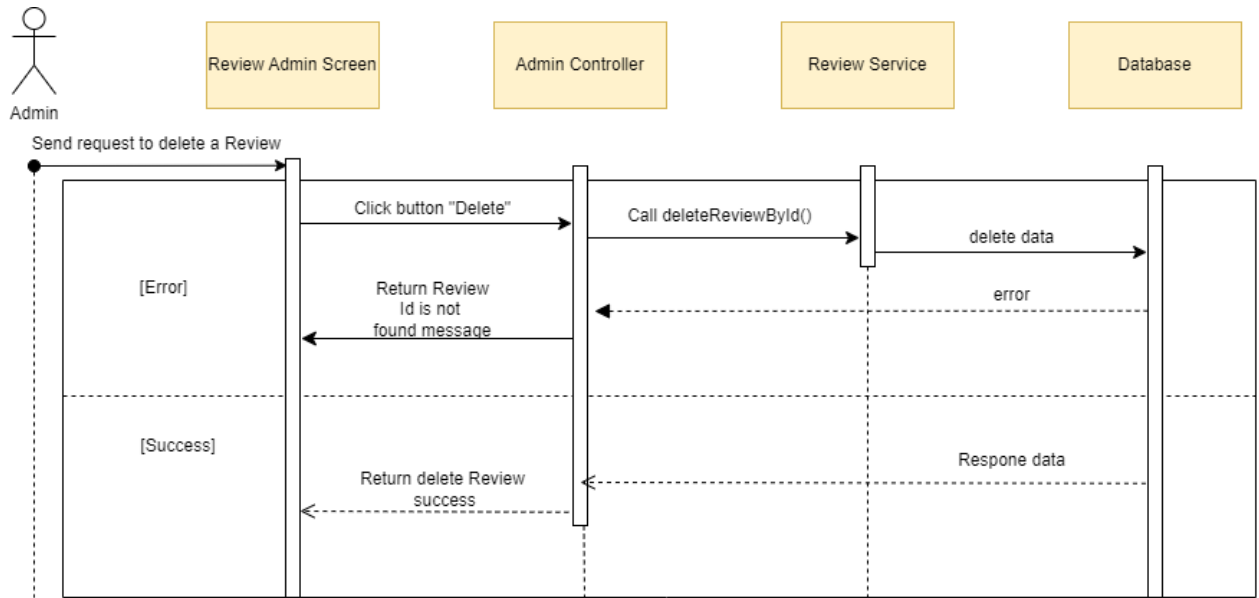 Review Admin Screen
Admin Controller
Review Service
Database
Admin
Send request to delete a Review
Click button "Delete"
Call deleteReviewById()
delete data
[Error]
Return Review
Id is not
found message
error
[Success]
Return delete Review
success
Respone data